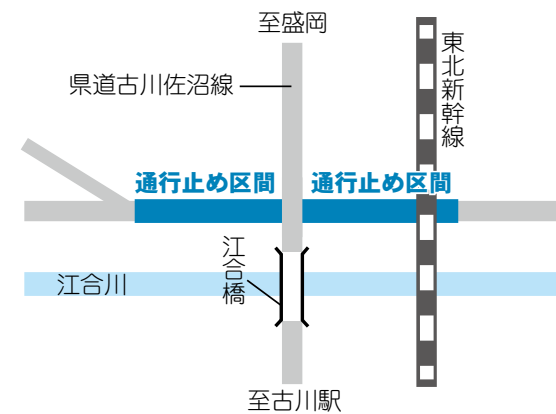 至盛岡
県道古川佐沼線
東北新幹線
通行止め区間
通行止め区間
江合橋
江合川
至古川駅